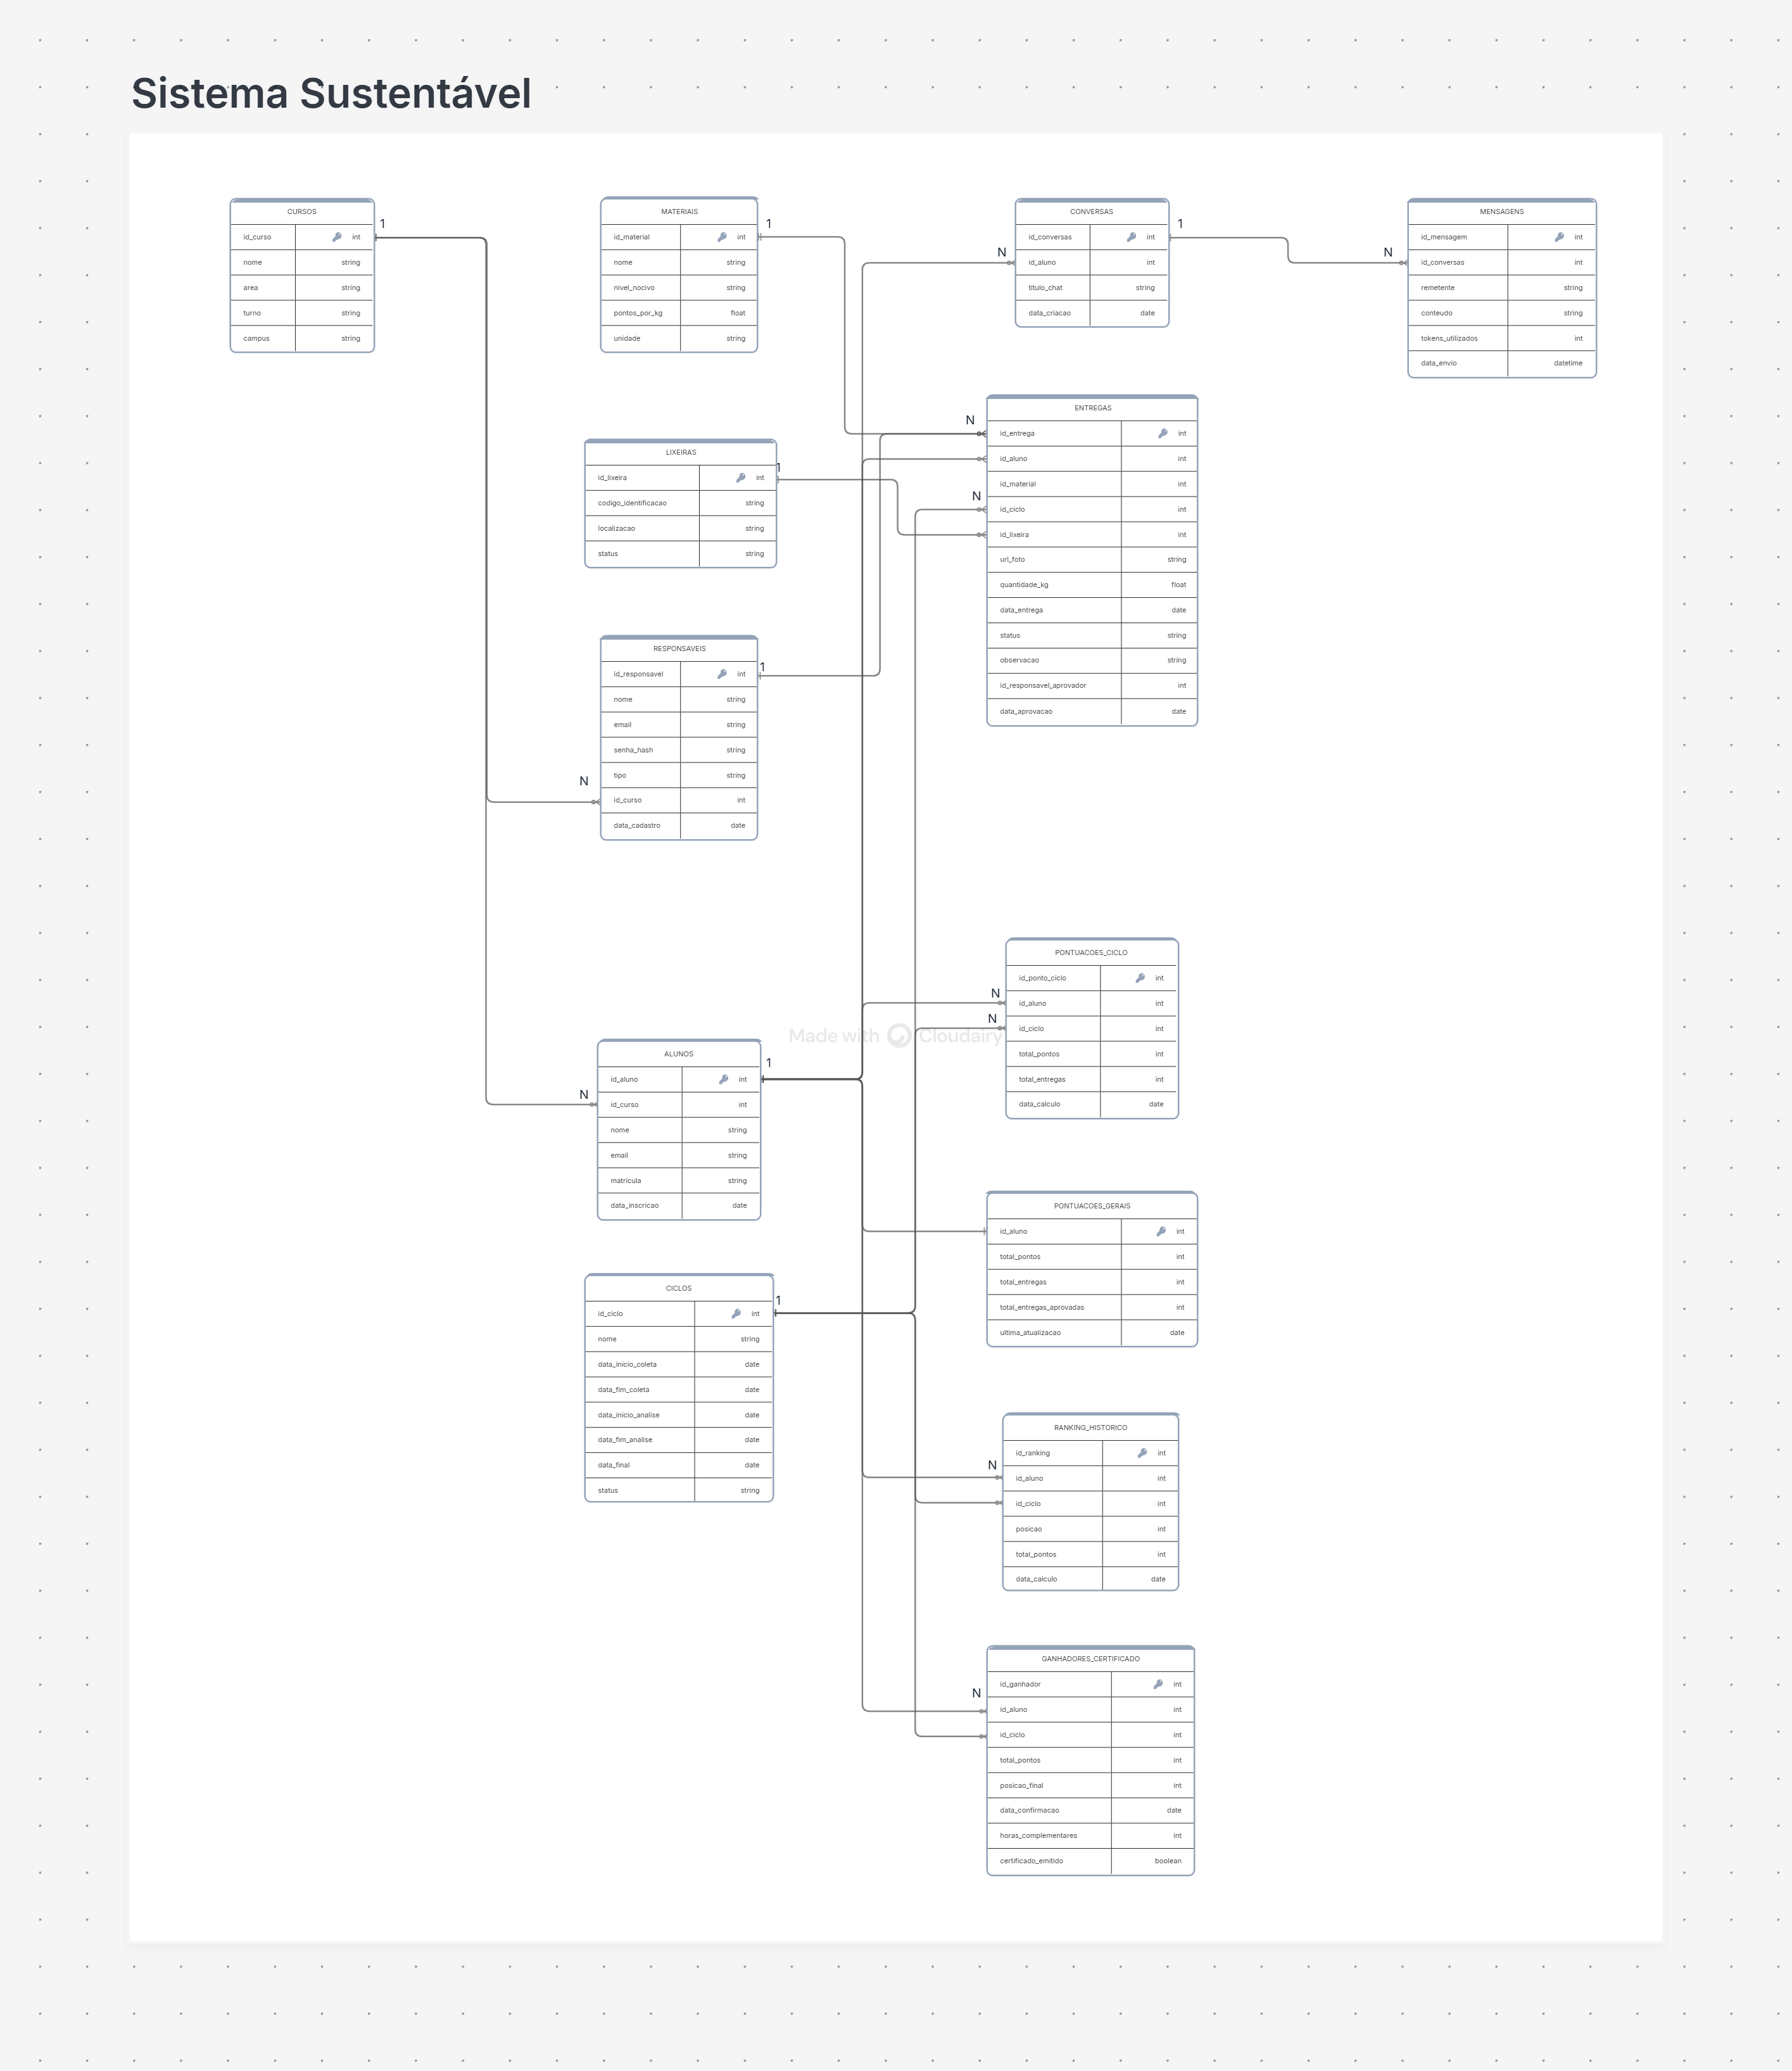 Sistema Sustentável
CURSOS
id_curso int
nome string
area string
turno string
campus string
1
MATERIAIS
id_material int
nome string
nivel_nocivo string
pontos_por_kg float
unidade string
1
CONVERSAS
id_conversas int
id_aluno int
titulo_chat string
data_criacao date
N
1
MENSAGENS
id_mensagem int
id_conversas int
remetente string
conteudo string
tokens_utilizados int
data_envio datetime
N
LIXEIRAS
id_lixeira int
codigo_identificacao string
localizacao string
status string
1
ENTREGAS
id_entrega int
id_aluno int
id_material int
id_ciclo int
id_lixeira int
url_foto string
quantidade_kg float
data_entrega date
status string
observacao string
id_responsavel_aprovador int
data_aprovacao date
N
N
RESPONSAVEIS
id_responsavel int
nome string
email string
senha_hash string
tipo string
id_curso int
data_cadastro date
1
N
PONTUACOES_CICLO
id_ponto_ciclo int
id_aluno int
id_ciclo int
total_pontos int
total_entregas int
data_calculo date
N
N
Made with Cloudairy
ALUNOS
id_aluno int
id_curso int
nome string
email string
matricula string
data_inscricao date
1
N
PONTUACOES_GERAIS
id_aluno int
total_pontos int
total_entregas int
total_entregas_aprovadas int
ultima_atualizacao date
CICLOS
id_ciclo int
nome string
data_inicio_coleta date
data_fim_coleta date
data_inicio_analise date
data_fim_analise date
data_final date
status string
1
RANKING_HISTORICO
id_ranking int
id_aluno int
id_ciclo int
posicao int
total_pontos int
data_calculo date
N
GANHADORES_CERTIFICADO
id_ganhador int
id_aluno int
id_ciclo int
total_pontos int
posicao_final int
data_confirmacao date
horas_complementares int
certificado_emitido boolean
N